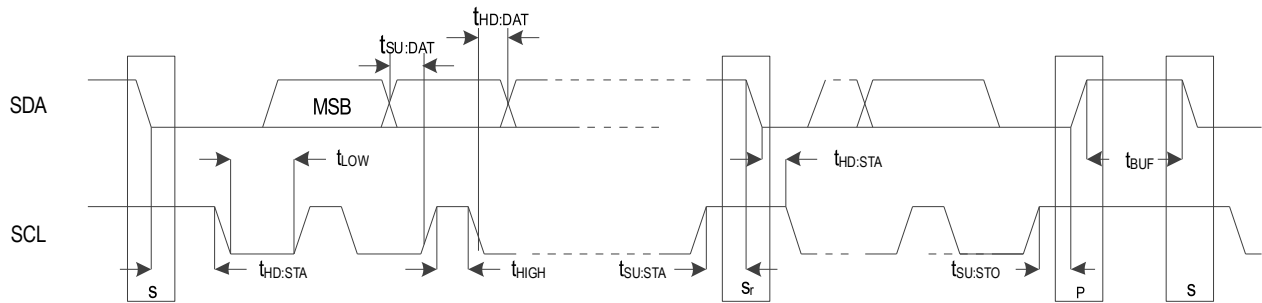 tHD:DAT
tSU:DAT
SDA
MSB
tLOW
tHD:STA
tBUF
SCL
tHD:STA
tHIGH
tSU:STA
tSU:STO
S
Sr
P
S